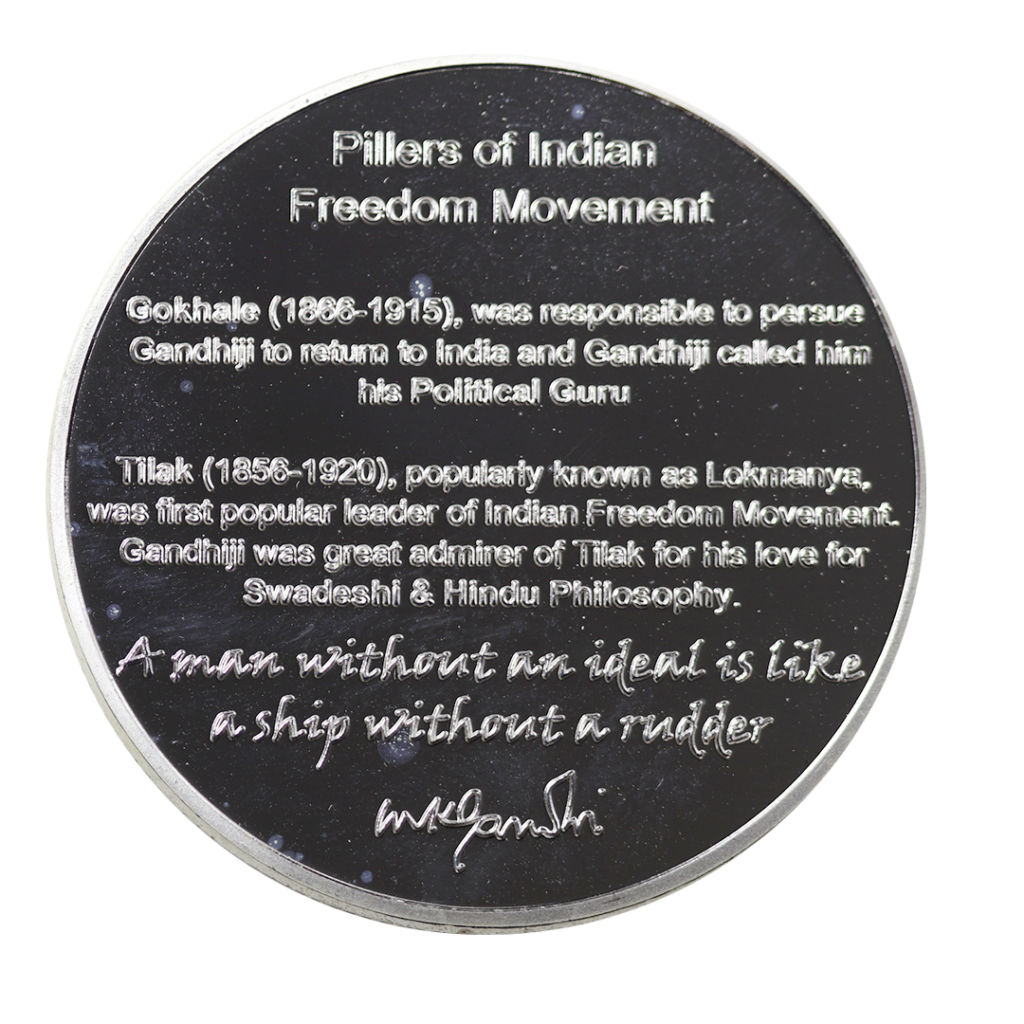 Pillers of Indian
Freedom Movement
Gokhale (1866-1915), was responsible to persue
Gandhiji to return to India and Gandhiji called him
his Political Guru
Tilak (1856-1920), popularly known as Lokmanya,
was first popular leader of Indian Freedom Movement.
Gandhiji was great admirer of Tilak for his love for
Swadeshi & Hindu Philosophy.
A man without an ideal is like
a ship without a rudder
MKGandhi